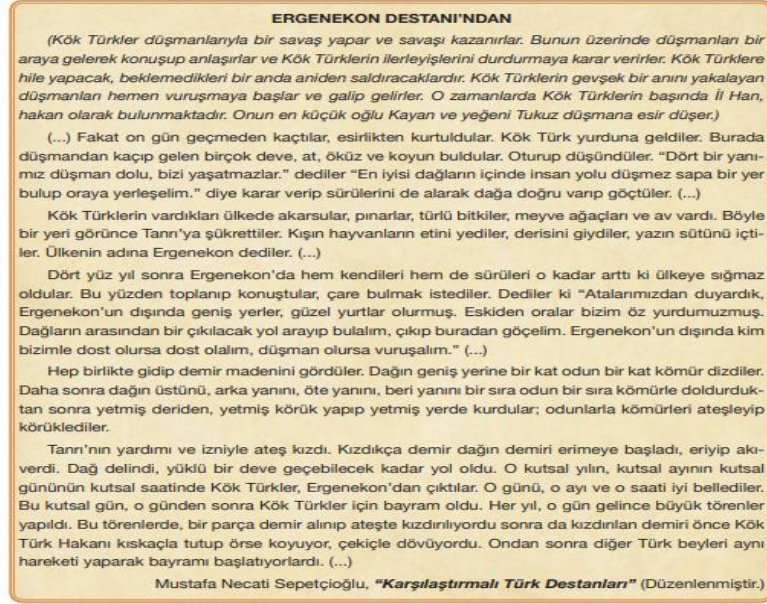 ERGENEKON DESTANI’NDAN
(Kök Türkler düşmanlarıyla bir savaş yapar ve savaşı kazanırlar. Bunun üzerinde düşmanları bir
araya gelerek konuşup anlaşırlar ve Kök Türklerin ilerleyişlerini durdurmaya karar verirler. Kök Türklere
hile yapacak, beklemedikleri bir anda aniden saldıracaklardır. Kök Türklerin gevşek bir anını yakalayan
düşmanları hemen vuruşmaya başlar ve galip gelirler. O zamanlarda Kök Türklerin başında İl Han,
hakan olarak bulunmaktadır. Onun en küçük oğlu Kayan ve yeğeni Tukuz düşmana esir düşer.)
(...) Fakat on gün geçmeden kaçtılar, esirlikten kurtuldular. Kök Türk yurduna geldiler. Burada
düşmandan kaçıp gelen birçok deve, at, öküz ve koyun buldular. Oturup düşündüler. “Dört bir yanı-
mız düşman dolu, bizi yaşatmazlar.” dediler “En iyisi dağların içinde insan yolu düşmez sapa bir yer
bulup oraya yerleşelim.” diye karar verip sürülerini de alarak dağa doğru varıp göçtüler. (...)
Kök Türklerin vardıkları ülkede akarsular, pınarlar, türlü bitkiler, meyve ağaçları ve av vardı. Böyle
bir yeri görünce Tanrı’ya şükrettiler. Kışın hayvanların etini yediler, derisini giydiler, yazın sütünü içti-
ler. Ülkenin adına Ergenekon dediler. (...)
Dört yüz yıl sonra Ergenekon’da hem kendileri hem de sürüleri o kadar arttı ki ülkeye sığmaz
oldular. Bu yüzden toplanıp konuştular, çare bulmak istediler. Dediler ki “Atalarımızdan duyardık,
Ergenekon’un dışında geniş yerler, güzel yurtlar olurmuş. Eskiden oralar bizim öz yurdumuzmuş.
Dağların arasından bir çıkılacak yol arayıp bulalım, çıkıp buradan göçelim. Ergenekon’un dışında kim
bizimle dost olursa dost olalım, düşman olursa vuruşalım.” (...)
Hep birlikte gidip demir madenini gördüler. Dağın geniş yerine bir kat odun bir kat kömür dizdiler.
Daha sonra dağın üstünü, arka yanını, öte yanını, beri yanını bir sıra odun bir sıra kömürle doldurduk-
tan sonra yetmiş deriden, yetmiş körük yapıp yetmiş yerde kurdular; odunlarla kömürleri ateşleyip
körüklediler.
Tanrı’nın yardımı ve izniyle ateş kızdı. Kızdıkça demir dağın demiri erimeye başladı, eriyip akı-
verdi. Dağ delindi, yüklü bir deve geçebilecek kadar yol oldu. O kutsal yılın, kutsal ayının kutsal
gününün kutsal saatinde Kök Türkler, Ergenekon’dan çıktılar. O günü, o ayı ve o saati iyi bellediler.
Bu kutsal gün, o günden sonra Kök Türkler için bayram oldu. Her yıl, o gün gelince büyük törenler
yapıldı. Bu törenlerde, bir parça demir alınıp ateşte kızdırılıyordu sonra da kızdırılan demiri önce Kök
Türk Hakanı kıskaçla tutup örse koyuyor, çekiçle dövüyordu. Ondan sonra diğer Türk beyleri aynı
hareketi yaparak bayramı başlatıyorlardı. (...)
Mustafa Necati Sepetçioğlu, “Karşılaştırmalı Türk Destanları” (Düzenlenmiştir.)